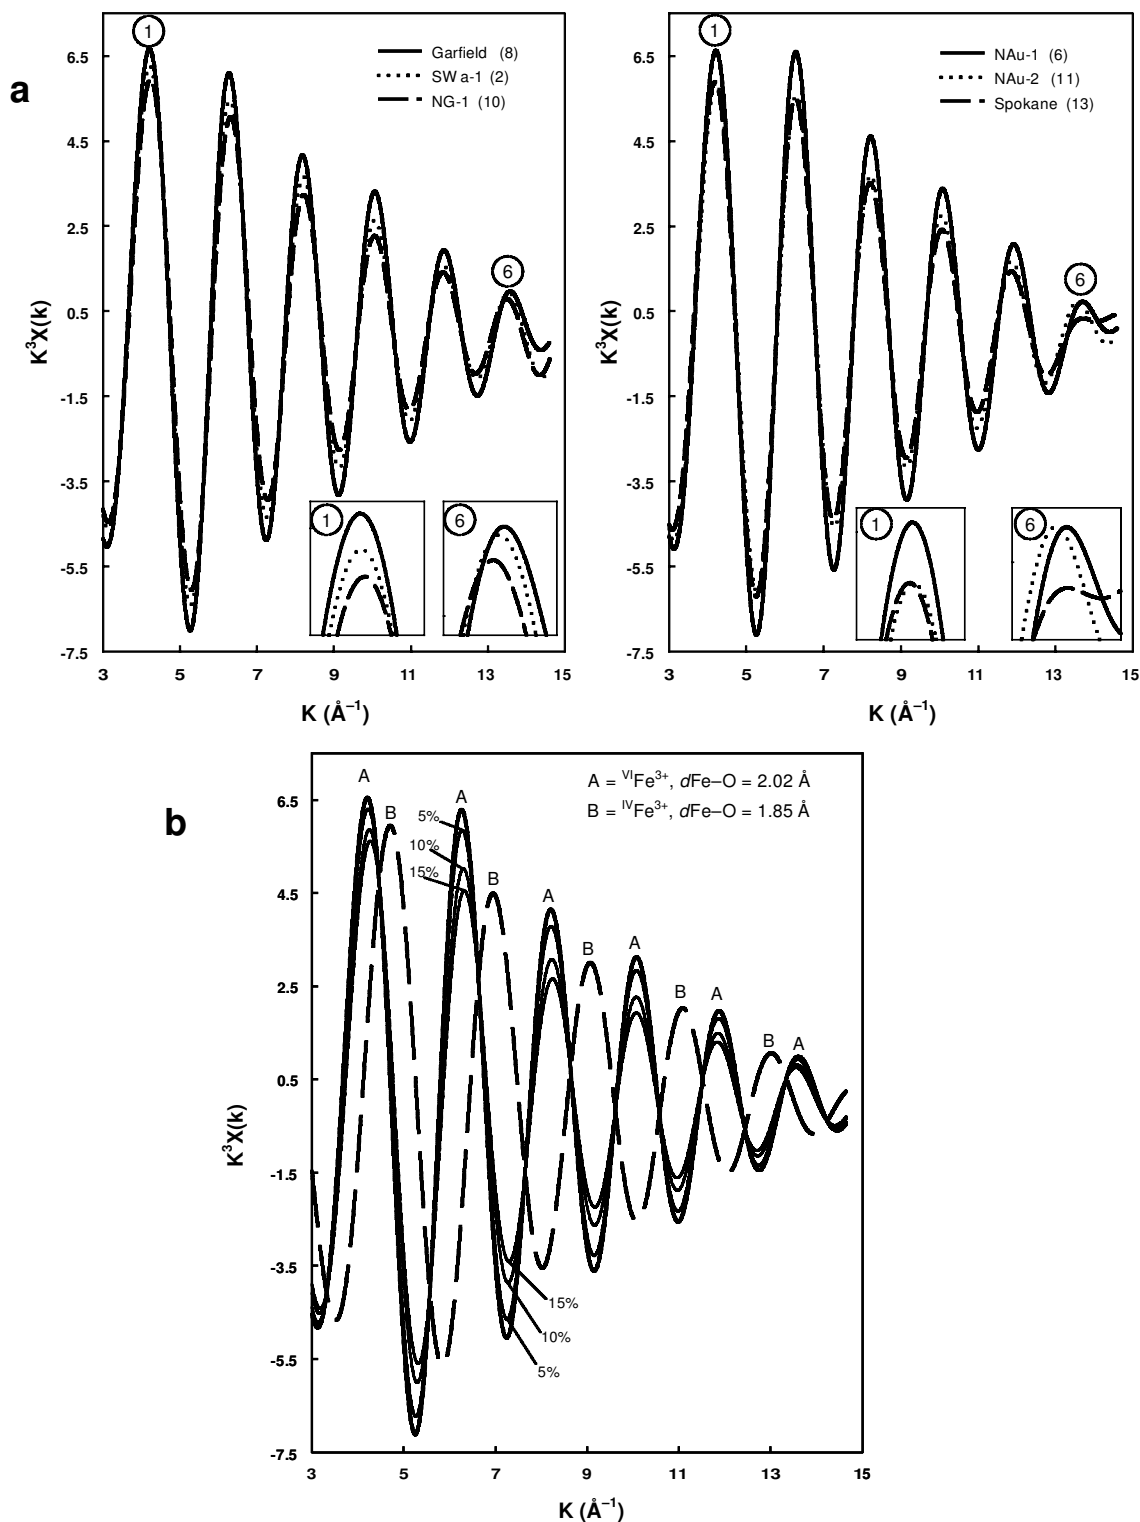 a
1
Garfield (8)
SWa-1 (2)
NG-1 (10)
6
6.5
4.5
2.5
0.5
-1.5
-3.5
-5.5
-7.5
K³X(k)
1
6
3 5 7 9 11 13 15
K (Å⁻¹)
1
NAu-1 (6)
NAu-2 (11)
Spokane (13)
6
6.5
4.5
2.5
0.5
-1.5
-3.5
-5.5
-7.5
K³X(k)
1
6
3 5 7 9 11 13 15
K (Å⁻¹)
b
A = ⱽᴵFe³⁺, dFe–O = 2.02 Å
B = ᴵⱽFe³⁺, dFe–O = 1.85 Å
A
B
A
5%
10%
15%
B
A
B
A
B
A
B
A
15%
10%
5%
6.5
4.5
2.5
0.5
-1.5
-3.5
-5.5
-7.5
K³X(k)
3 5 7 9 11 13 15
K (Å⁻¹)